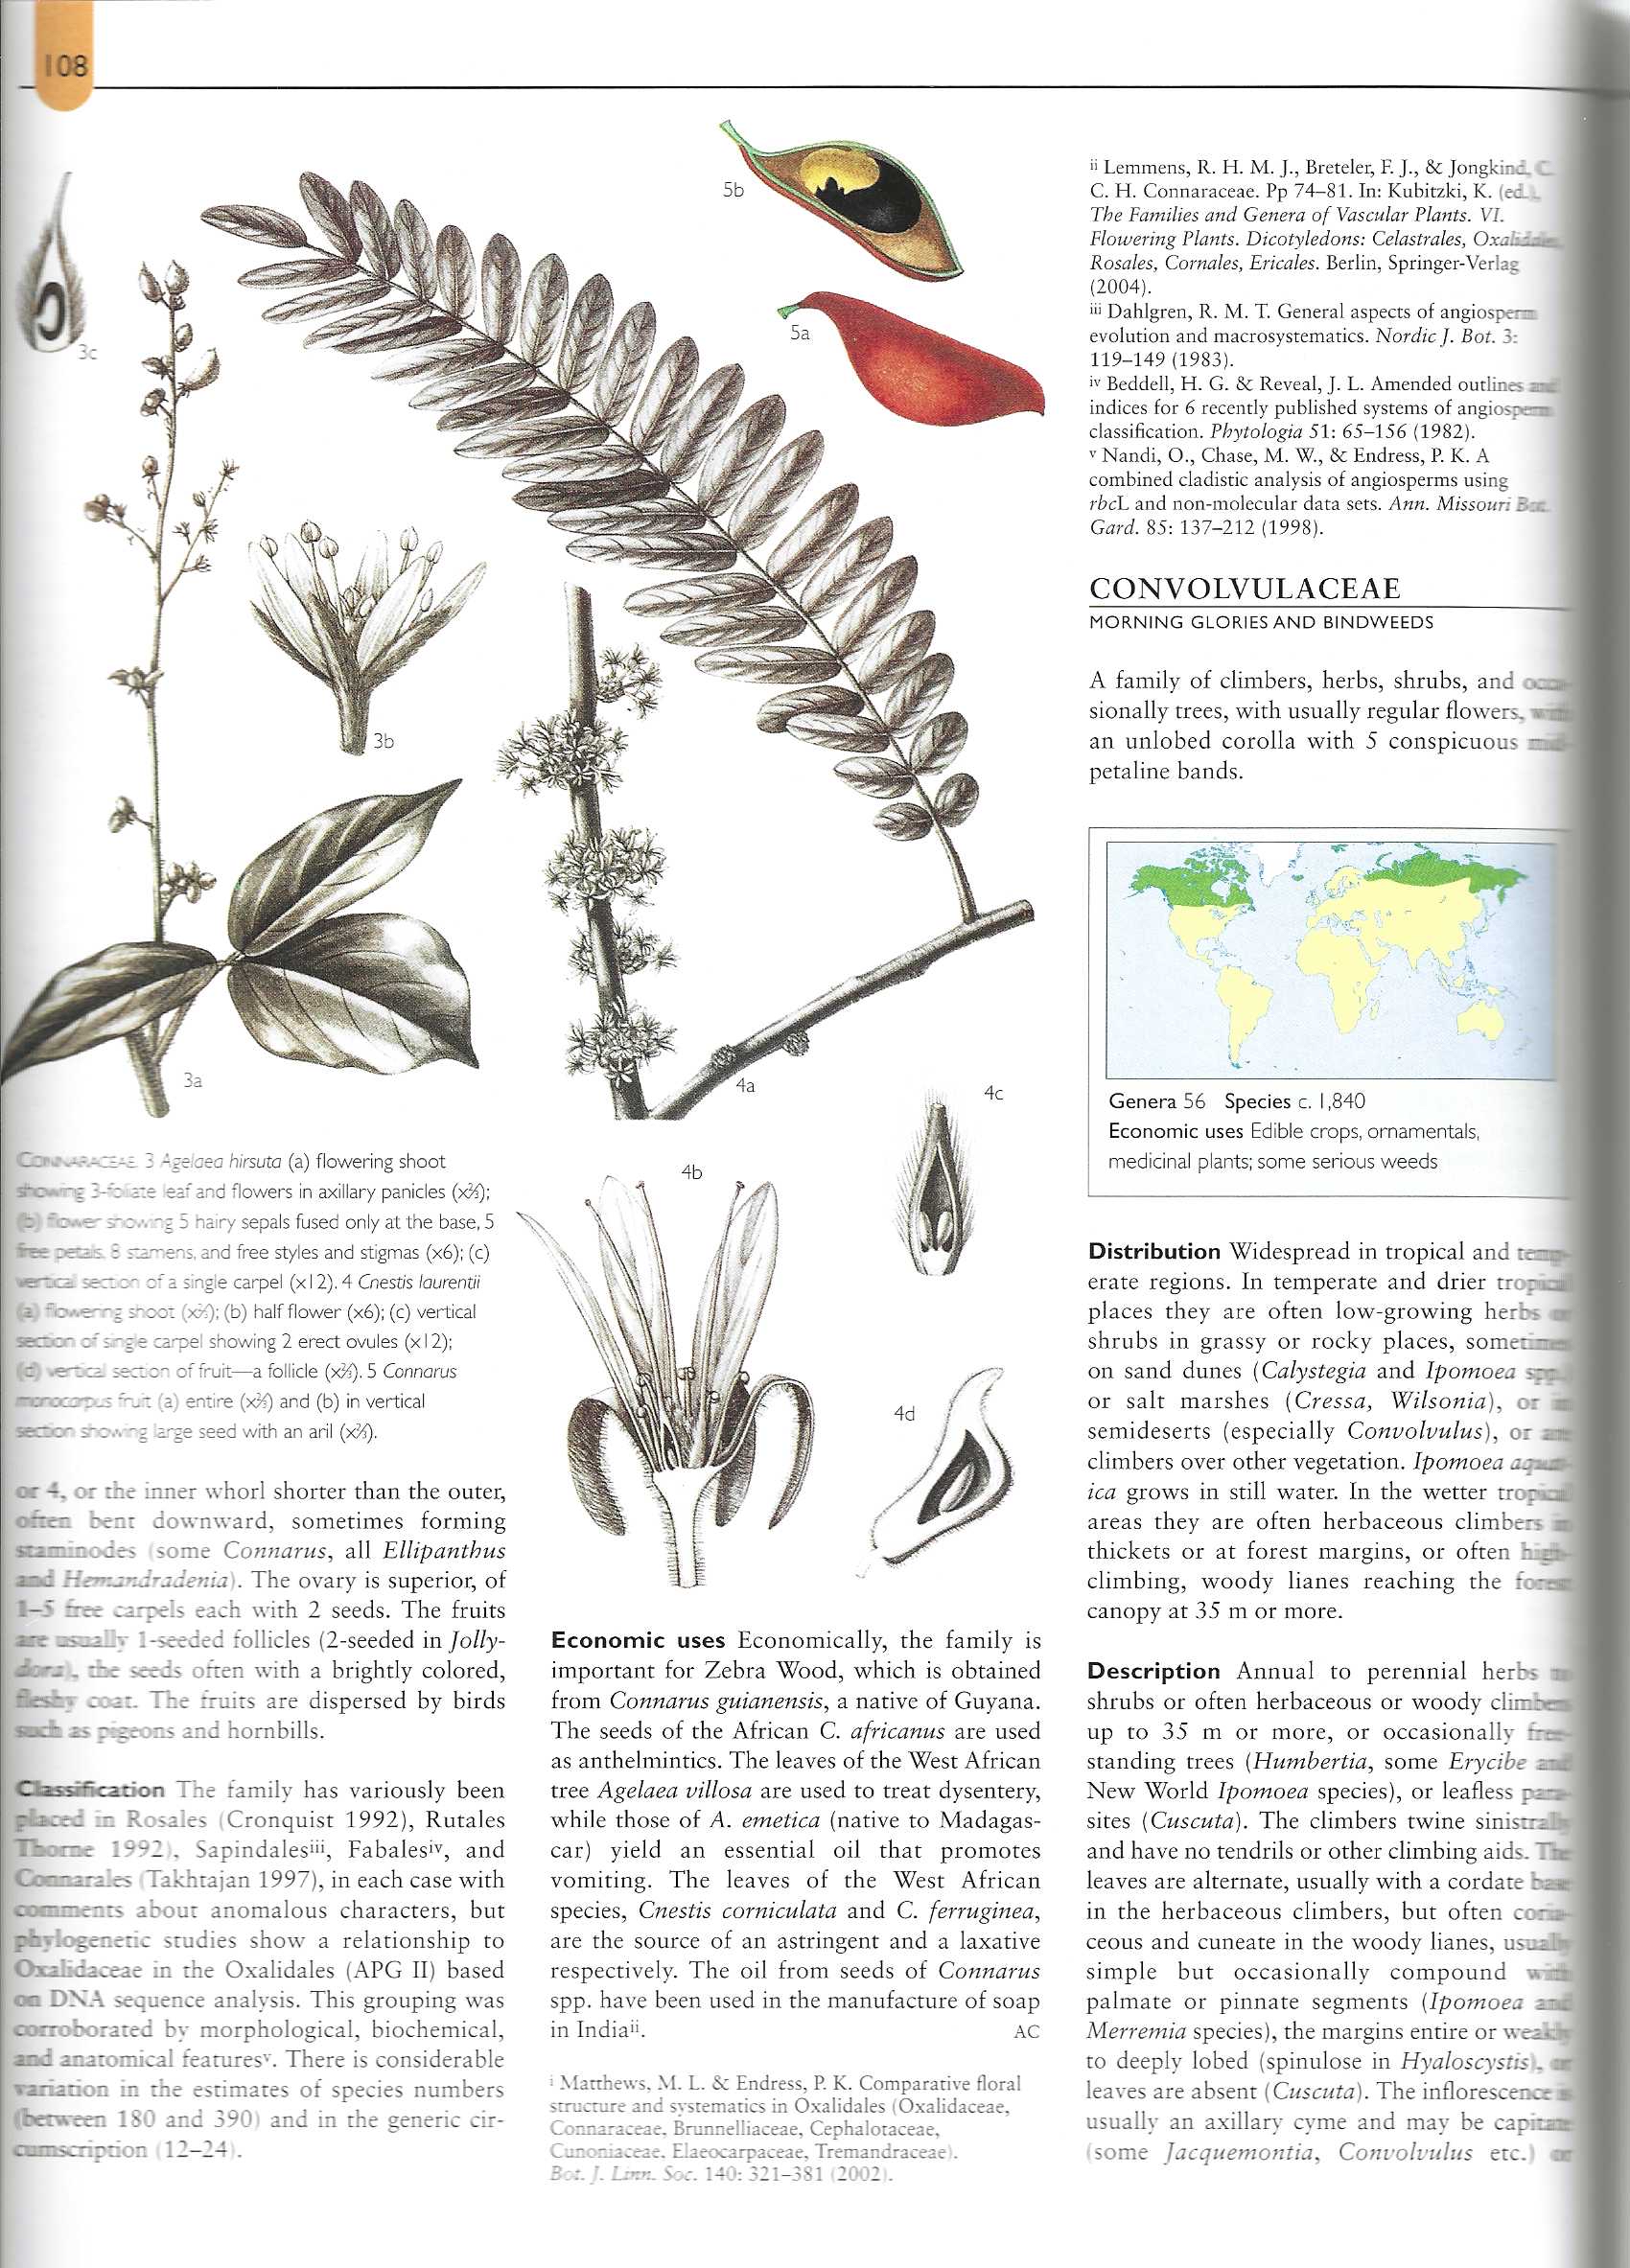 108
5b
5a
3c
3b
3a
4a
4c
4b
4d
CONNARACEAE. 3 Agelaea hirsuta (a) flowering shoot
showing 3-foliate leaf and flowers in axillary panicles (x⅔);
(b) flower showing 5 hairy sepals fused only at the base, 5
free petals, 8 stamens, and free styles and stigmas (x6); (c)
vertical section of a single carpel (x12). 4 Cnestis laurentii
(a) flowering shoot (x⅔); (b) half flower (x6); (c) vertical
section of single carpel showing 2 erect ovules (x12);
(d) vertical section of fruit—a follicle (x⅔). 5 Connarus
monocarpus fruit (a) entire (x⅔) and (b) in vertical
section showing large seed with an aril (x⅔).
or 4, or the inner whorl shorter than the outer,
often bent downward, sometimes forming
staminodes (some Connarus, all Ellipanthus
and Hemandradenia). The ovary is superior, of
1–5 free carpels each with 2 seeds. The fruits
are usually 1-seeded follicles (2-seeded in Jolly-
dora), the seeds often with a brightly colored,
fleshy coat. The fruits are dispersed by birds
such as pigeons and hornbills.
Classification The family has variously been
placed in Rosales (Cronquist 1992), Rutales
Thorne 1992), Sapindalesiii, Fabalesiv, and
Connarales (Takhtajan 1997), in each case with
comments about anomalous characters, but
phylogenetic studies show a relationship to
Oxalidaceae in the Oxalidales (APG II) based
on DNA sequence analysis. This grouping was
corroborated by morphological, biochemical,
and anatomical featuresv. There is considerable
variation in the estimates of species numbers
(between 180 and 390) and in the generic cir-
cumscription (12–24).
Economic uses Economically, the family is
important for Zebra Wood, which is obtained
from Connarus guianensis, a native of Guyana.
The seeds of the African C. africanus are used
as anthelmintics. The leaves of the West African
tree Agelaea villosa are used to treat dysentery,
while those of A. emetica (native to Madagas-
car) yield an essential oil that promotes
vomiting. The leaves of the West African
species, Cnestis corniculata and C. ferruginea,
are the source of an astringent and a laxative
respectively. The oil from seeds of Connarus
spp. have been used in the manufacture of soap
in Indiaii. AC
i Matthews, M. L. & Endress, P. K. Comparative floral
structure and systematics in Oxalidales (Oxalidaceae,
Connaraceae, Brunnelliaceae, Cephalotaceae,
Cunoniaceae, Elaeocarpaceae, Tremandraceae).
Bot. J. Linn. Soc. 140: 321–381 (2002).
ii Lemmens, R. H. M. J., Breteler, F. J., & Jongkind, C.
C. H. Connaraceae. Pp 74–81. In: Kubitzki, K. (ed.),
The Families and Genera of Vascular Plants. VI.
Flowering Plants. Dicotyledons: Celastrales, Oxalidales,
Rosales, Cornales, Ericales. Berlin, Springer-Verlag
(2004).
iii Dahlgren, R. M. T. General aspects of angiosperm
evolution and macrosystematics. Nordic J. Bot. 3:
119–149 (1983).
iv Beddell, H. G. & Reveal, J. L. Amended outlines and
indices for 6 recently published systems of angiosperm
classification. Phytologia 51: 65–156 (1982).
v Nandi, O., Chase, M. W., & Endress, P. K. A
combined cladistic analysis of angiosperms using
rbcL and non-molecular data sets. Ann. Missouri Bot.
Gard. 85: 137–212 (1998).
CONVOLVULACEAE
MORNING GLORIES AND BINDWEEDS
A family of climbers, herbs, shrubs, and occa-
sionally trees, with usually regular flowers, with
an unlobed corolla with 5 conspicuous mid-
petaline bands.
Genera 56 Species c. 1,840
Economic uses Edible crops, ornamentals,
medicinal plants; some serious weeds
Distribution Widespread in tropical and temp-
erate regions. In temperate and drier tropical
places they are often low-growing herbs or
shrubs in grassy or rocky places, sometimes
on sand dunes (Calystegia and Ipomoea spp.)
or salt marshes (Cressa, Wilsonia), or in
semideserts (especially Convolvulus), or are
climbers over other vegetation. Ipomoea aquat-
ica grows in still water. In the wetter tropical
areas they are often herbaceous climbers in
thickets or at forest margins, or often high-
climbing, woody lianes reaching the forest
canopy at 35 m or more.
Description Annual to perennial herbs to
shrubs or often herbaceous or woody climbers
up to 35 m or more, or occasionally free-
standing trees (Humbertia, some Erycibe and
New World Ipomoea species), or leafless para-
sites (Cuscuta). The climbers twine sinistrally
and have no tendrils or other climbing aids. The
leaves are alternate, usually with a cordate base
in the herbaceous climbers, but often coria-
ceous and cuneate in the woody lianes, usually
simple but occasionally compound with
palmate or pinnate segments (Ipomoea and
Merremia species), the margins entire or weakly
to deeply lobed (spinulose in Hyaloscystis), or
leaves are absent (Cuscuta). The inflorescence is
usually an axillary cyme and may be capitate
(some Jacquemontia, Convolvulus etc.) or